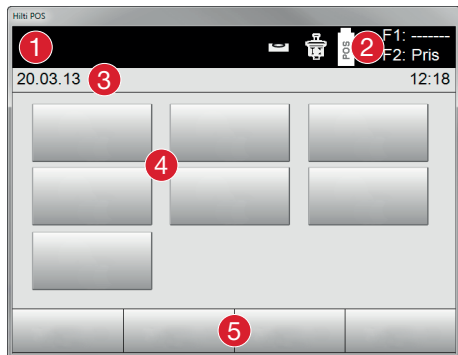 Hilti POS
1
POS
2
F1: -------
F2: Pris
20.03.13
3
12:18
4
5